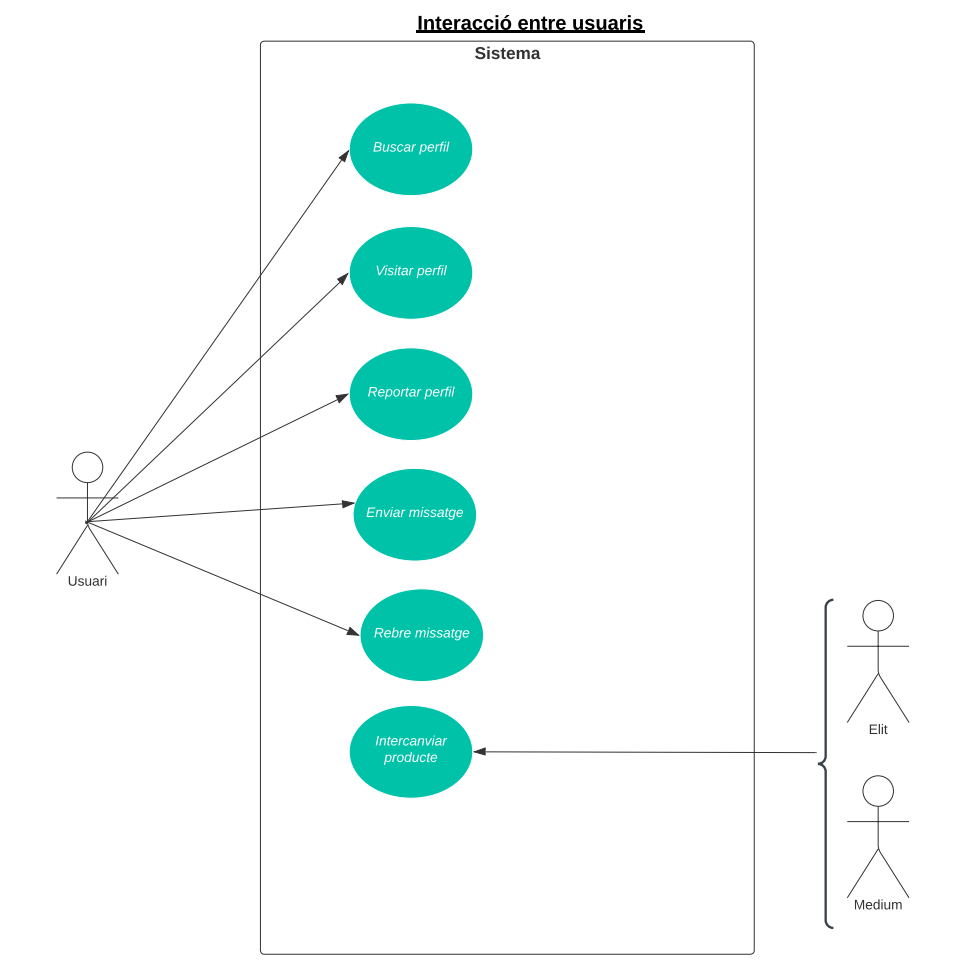 Interacció entre usuaris
Sistema
Buscar perfil
Visitar perfil
Reportar perfil
Enviar missatge
Usuari
Rebre missatge
Intercanviar
producte
Elit
Medium